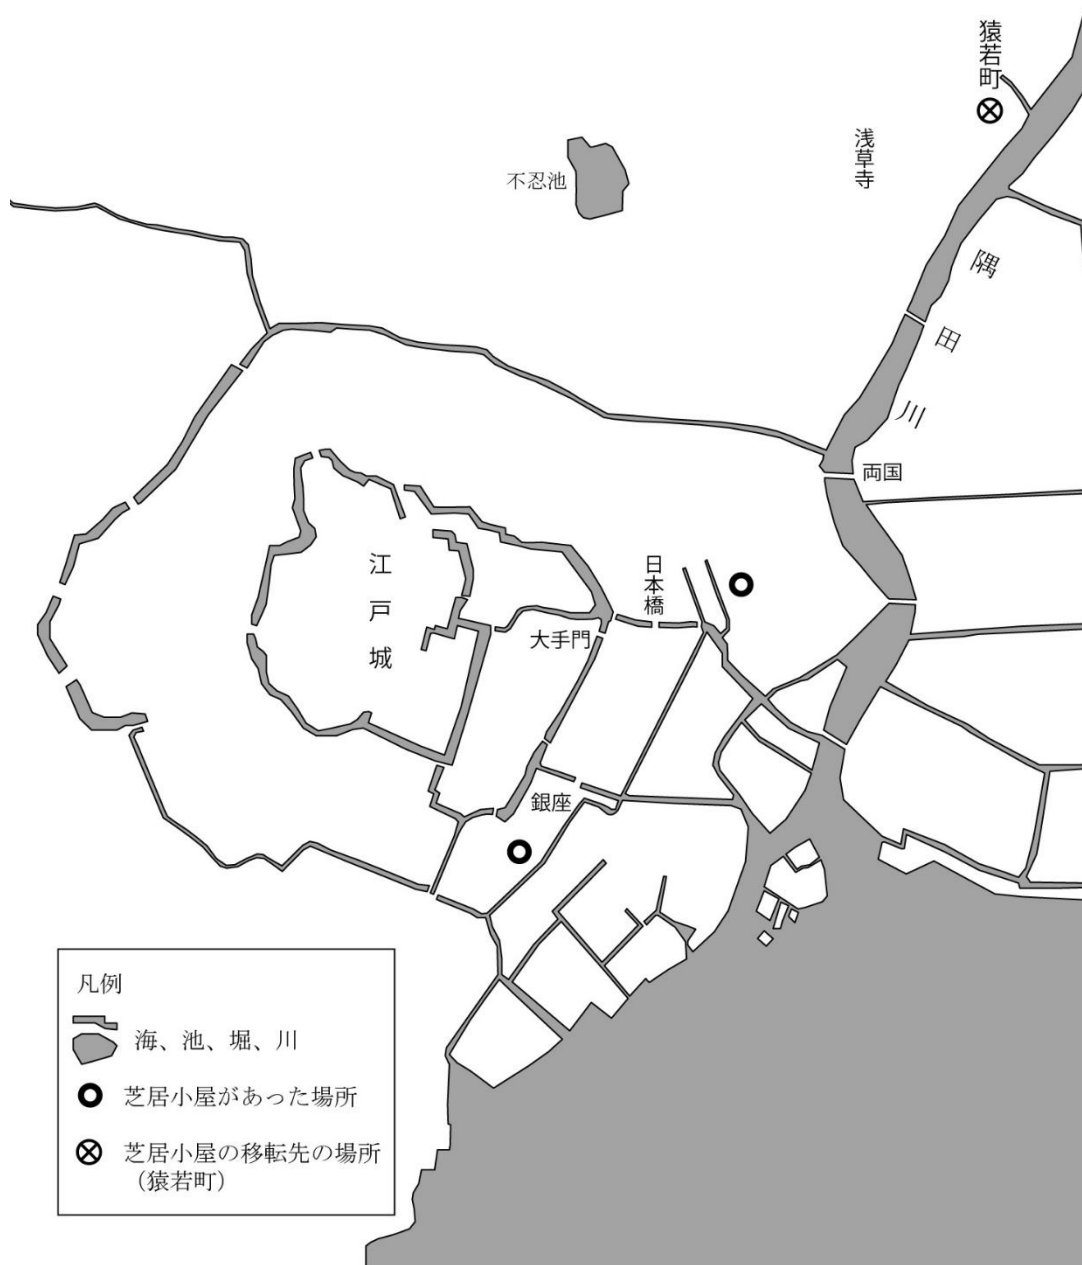 猿若町
浅草寺
不忍池
隅田川
両国
日本橋
江戸城
大手門
銀座
凡例
海、池、堀、川
芝居小屋があった場所
芝居小屋の移転先の場所
（猿若町）